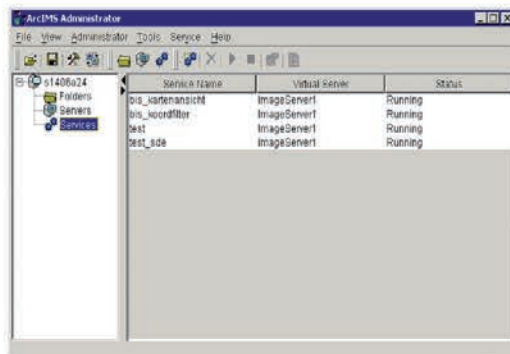 ArcIMS Administrator
File View Administrator Tools Service Help
s1406a24
Folders
Servers
Services
Service Name Virtual Server Status
bis_kartenansicht ImageServer1 Running
bis_koordfilter ImageServer1 Running
test ImageServer1 Running
test_sde ImageServer1 Running